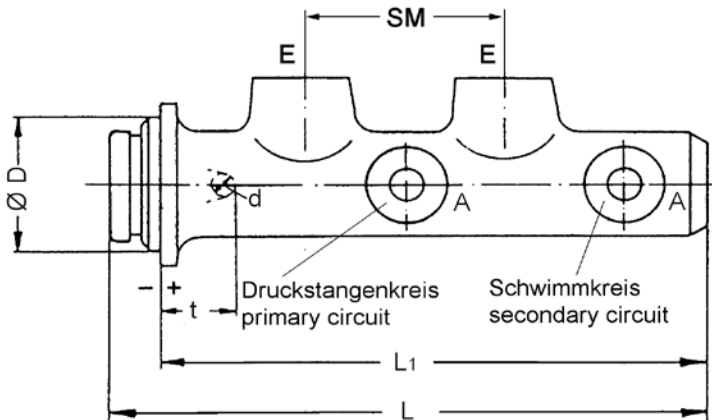 SM
E E
Ø D
d
A A
− +
t
Druckstangenkreis
primary circuit
Schwimmkreis
secondary circuit
L1
L